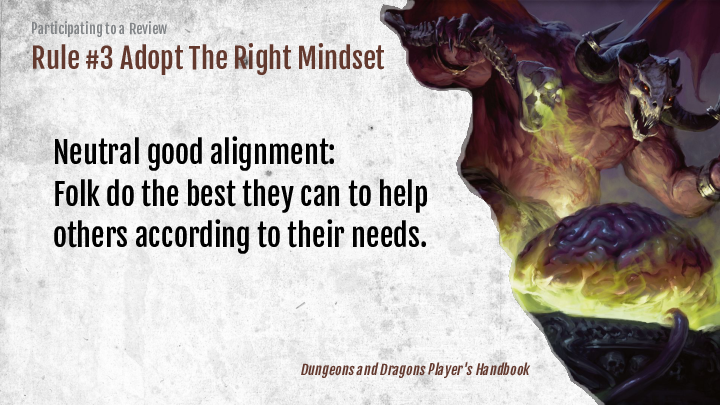 Participating to a Review
Rule #3 Adopt The Right Mindset
Neutral good alignment:
Folk do the best they can to help
others according to their needs.
Dungeons and Dragons Player's Handbook